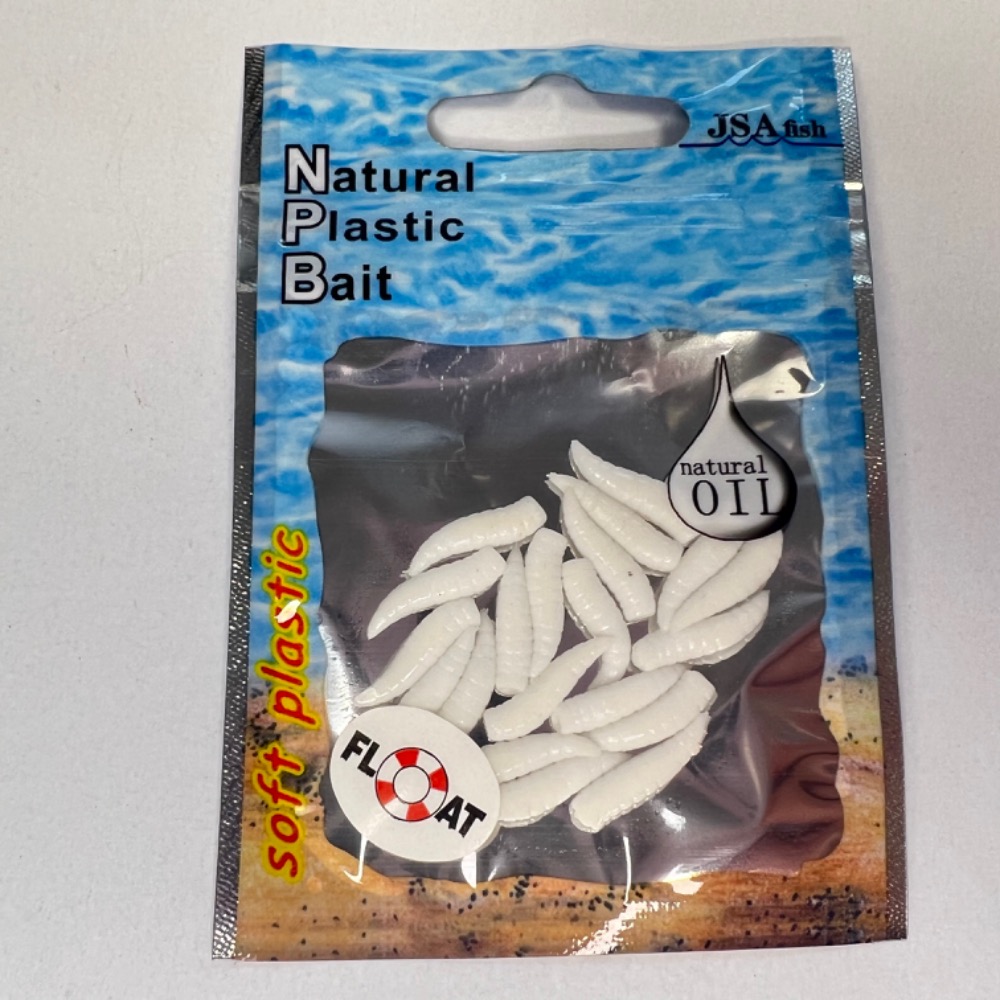 JSA fish
Natural
Plastic
Bait
natural
OIL
soft plastic
FLOAT